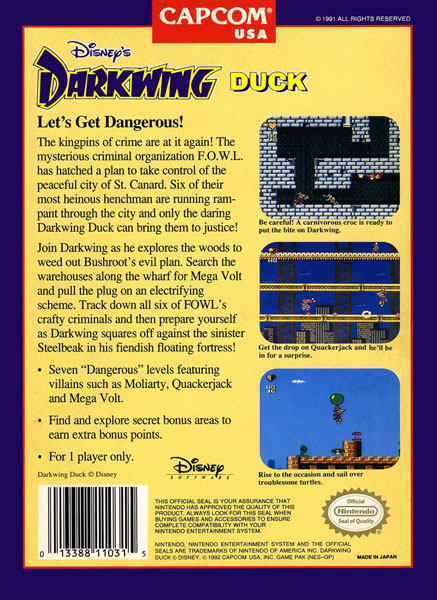 CAPCOM®
USA
© 1991 ALL RIGHTS RESERVED
Disney's
DARKWING DUCK
Let's Get Dangerous!
The kingpins of crime are at it again! The
mysterious criminal organization F.O.W.L.
has hatched a plan to take control of the
peaceful city of St. Canard. Six of their
most heinous henchman are running ram-
pant through the city and only the daring
Darkwing Duck can bring them to justice!
Join Darkwing as he explores the woods to
weed out Bushroot's evil plan. Search the
warehouses along the wharf for Mega Volt
and pull the plug on an electrifying
scheme. Track down all six of FOWL's
crafty criminals and then prepare yourself
as Darkwing squares off against the sinister
Steelbeak in his fiendish floating fortress!
• Seven "Dangerous" levels featuring
villains such as Moliarty, Quackerjack
and Mega Volt.
• Find and explore secret bonus areas to
earn extra bonus points.
• For 1 player only.
Darkwing Duck © Disney
Be careful! A carnivorous croc is ready to
put the bite on Darkwing.
Get the drop on Quackerjack and he'll be
in for a surprise.
Rise to the occasion and sail over
troublesome turtles.
Disney
SOFTWARE
0 13388 11031 5
THIS OFFICIAL SEAL IS YOUR ASSURANCE THAT
NINTENDO HAS APPROVED THE QUALITY OF THIS
PRODUCT. ALWAYS LOOK FOR THIS SEAL WHEN
BUYING GAMES AND ACCESSORIES TO ENSURE
COMPLETE COMPATIBILITY WITH YOUR
NINTENDO ENTERTAINMENT SYSTEM.
NINTENDO, NINTENDO ENTERTAINMENT SYSTEM AND THE OFFICIAL
SEALS ARE TRADEMARKS OF NINTENDO OF AMERICA INC. DARKWING
DUCK © DISNEY. © 1992 CAPCOM USA, INC. GAME PAK (NES-GP)
Official
Nintendo
Seal of Quality
MADE IN JAPAN